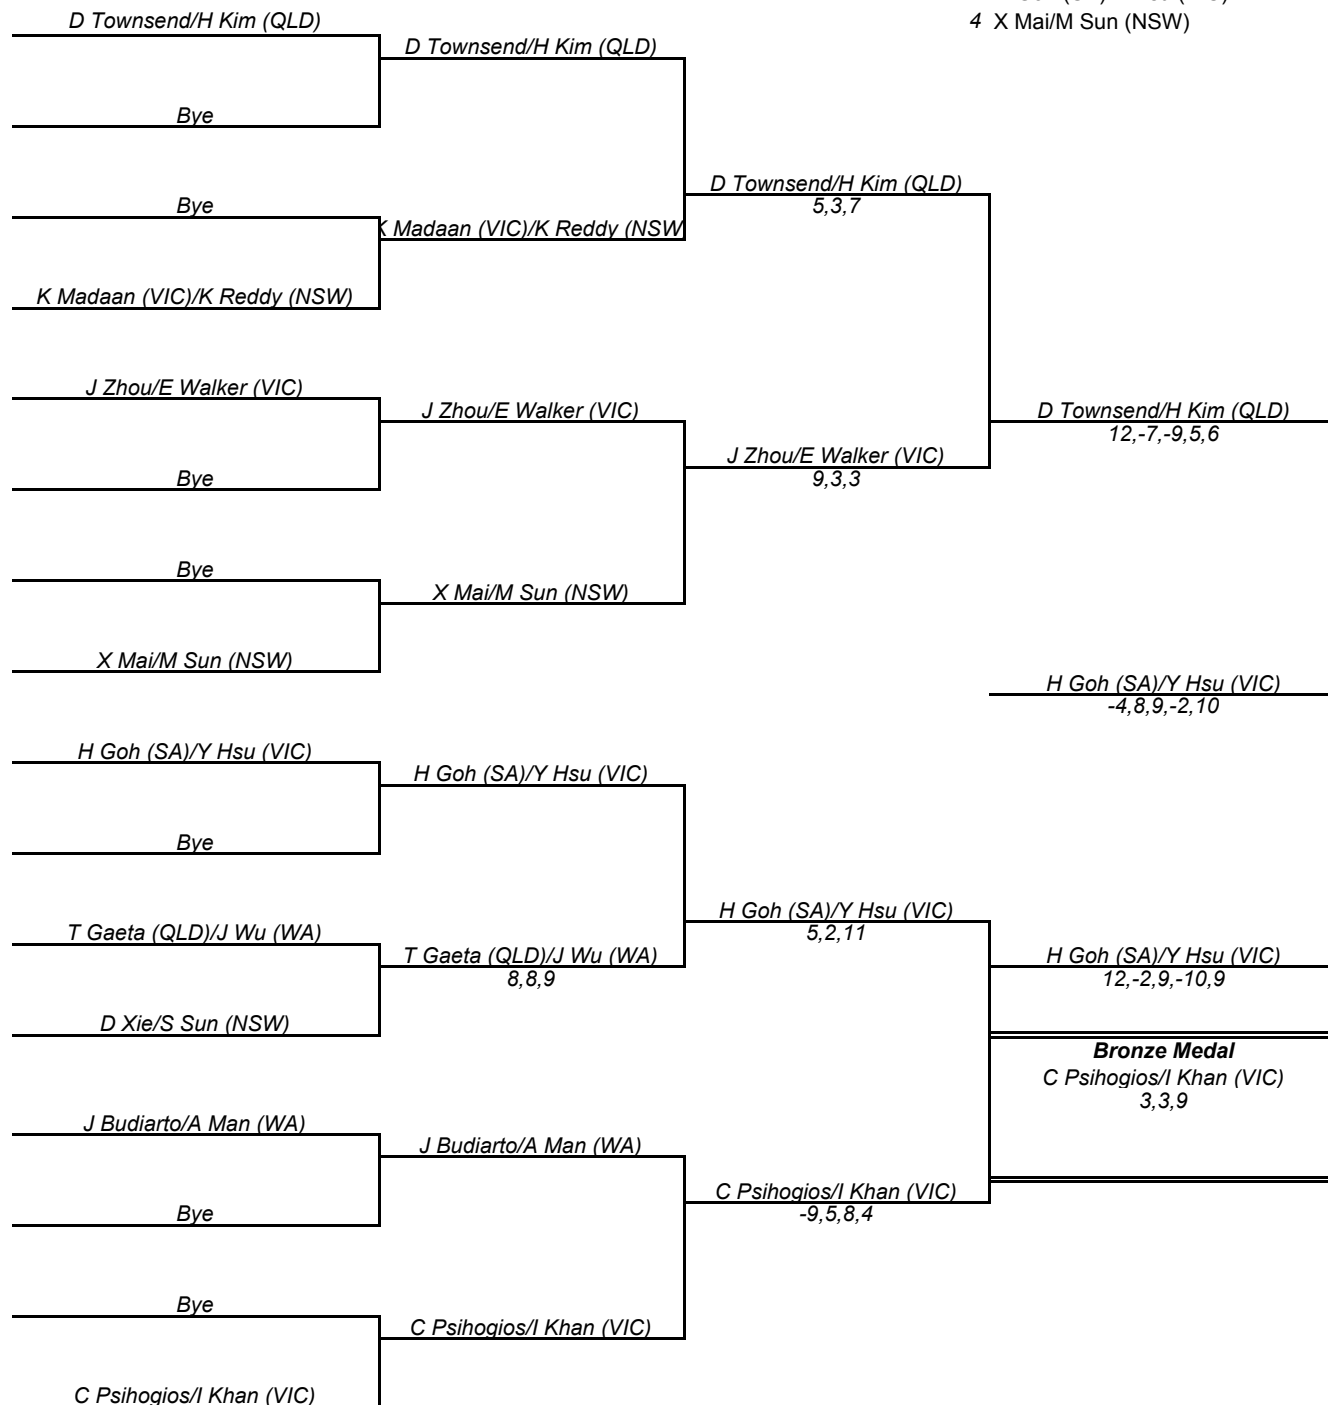 4 X Mai/M Sun (NSW)
D Townsend/H Kim (QLD)
D Townsend/H Kim (QLD)
Bye
D Townsend/H Kim (QLD)
5,3,7
Bye
K Madaan (VIC)/K Reddy (NSW
K Madaan (VIC)/K Reddy (NSW)
J Zhou/E Walker (VIC)
J Zhou/E Walker (VIC)
D Townsend/H Kim (QLD)
12,-7,-9,5,6
J Zhou/E Walker (VIC)
9,3,3
Bye
Bye
X Mai/M Sun (NSW)
X Mai/M Sun (NSW)
H Goh (SA)/Y Hsu (VIC)
-4,8,9,-2,10
H Goh (SA)/Y Hsu (VIC)
H Goh (SA)/Y Hsu (VIC)
Bye
H Goh (SA)/Y Hsu (VIC)
5,2,11
T Gaeta (QLD)/J Wu (WA)
T Gaeta (QLD)/J Wu (WA)
8,8,9
H Goh (SA)/Y Hsu (VIC)
12,-2,9,-10,9
D Xie/S Sun (NSW)
Bronze Medal
C Psihogios/I Khan (VIC)
3,3,9
J Budiarto/A Man (WA)
J Budiarto/A Man (WA)
C Psihogios/I Khan (VIC)
-9,5,8,4
Bye
Bye
C Psihogios/I Khan (VIC)
C Psihogios/I Khan (VIC)